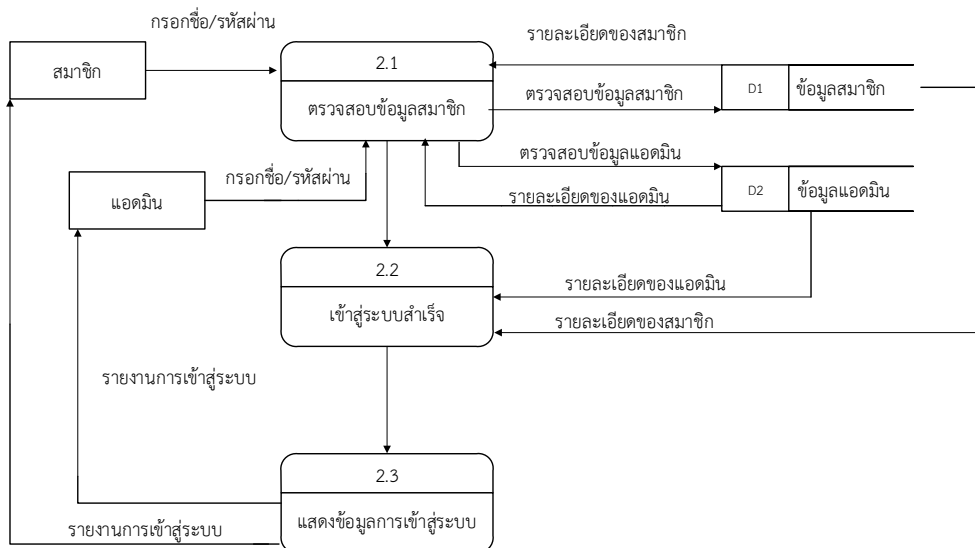 กรอกชื่อ/รหัสผ่าน
รายละเอียดของสมาชิก
สมาชิก
2.1
ตรวจสอบข้อมูลสมาชิก
ตรวจสอบข้อมูลสมาชิก
D1
ข้อมูลสมาชิก
ตรวจสอบข้อมูลแอดมิน
กรอกชื่อ/รหัสผ่าน
แอดมิน
รายละเอียดของแอดมิน
D2
ข้อมูลแอดมิน
2.2
เข้าสู่ระบบสำเร็จ
รายละเอียดของแอดมิน
รายละเอียดของสมาชิก
รายงานการเข้าสู่ระบบ
2.3
แสดงข้อมูลการเข้าสู่ระบบ
รายงานการเข้าสู่ระบบ